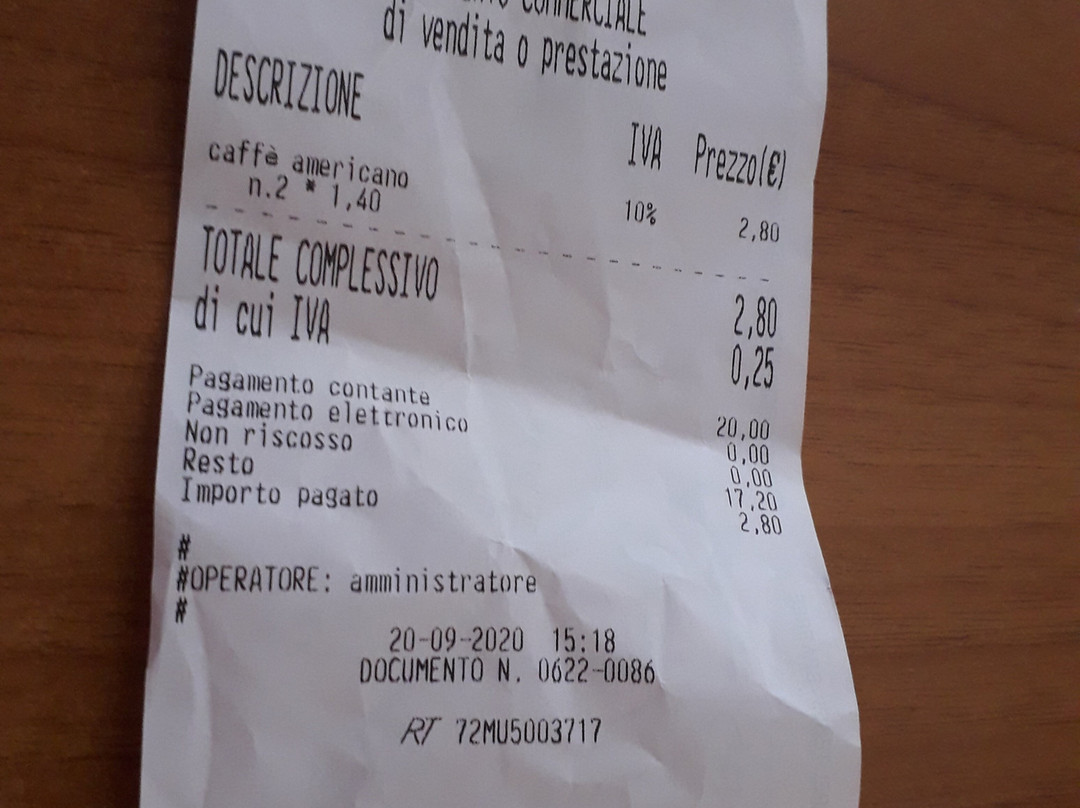 COMMERCIALE
di vendita o prestazione
DESCRIZIONE IVA Prezzo(€)
caffè americano
n.2 * 1,40 10% 2,80
TOTALE COMPLESSIVO 2,80
di cui IVA 0,25
Pagamento contante 20,00
Pagamento elettronico 0,00
Non riscosso 0,00
Resto 17,20
Importo pagato 2,80
#
#OPERATORE: amministratore
#
20-09-2020 15:18
DOCUMENTO N. 0622-0086
RT 72MU5003717